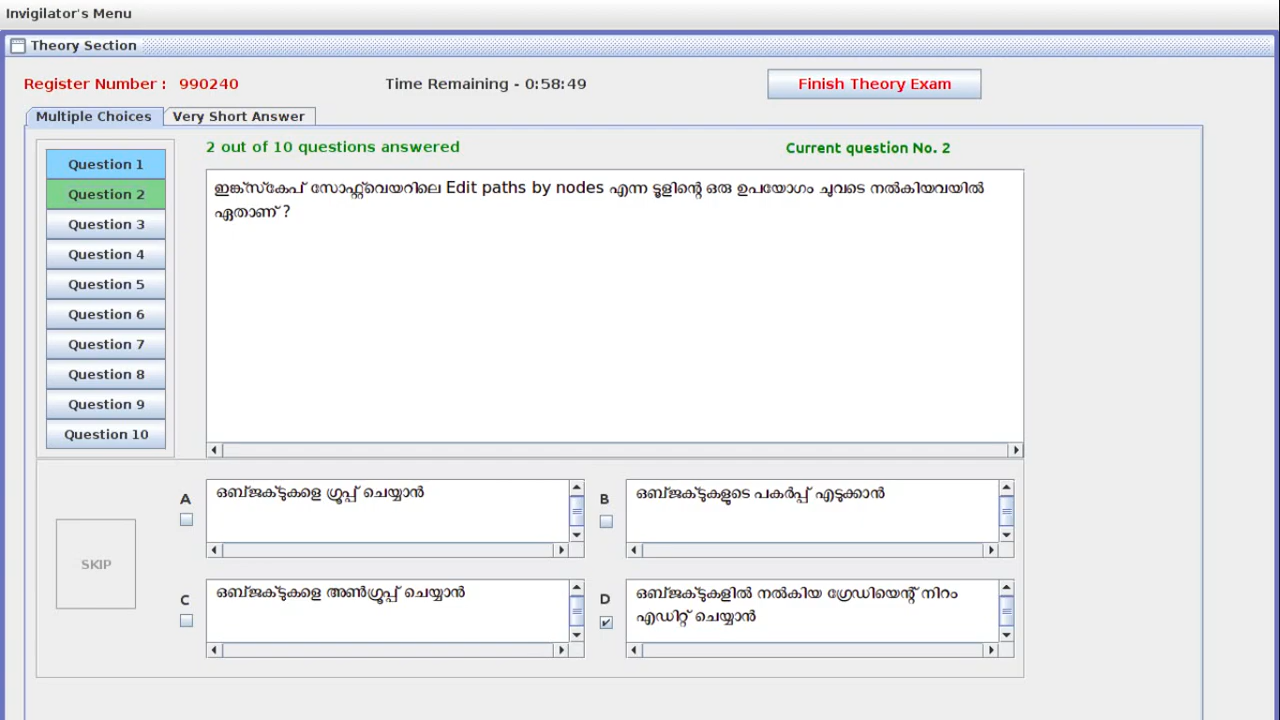 Invigilator's Menu
Theory Section
Register Number : 990240
Time Remaining - 0:58:49
Finish Theory Exam
Multiple Choices
Very Short Answer
2 out of 10 questions answered
Current question No. 2
Question 1
Question 2
Question 3
Question 4
Question 5
Question 6
Question 7
Question 8
Question 9
Question 10
ഇങ്ക്സ്കേപ് സോഫ്റ്റ്‌വെയറിലെ Edit paths by nodes എന്ന ടൂളിന്റെ ഒരു ഉപയോഗം ചുവടെ നൽകിയവയിൽ
ഏതാണ് ?
SKIP
A
ഒബ്ജക്ടുകളെ ഗ്രൂപ്പ് ചെയ്യാൻ
B
ഒബ്ജക്ടുകളുടെ പകർപ്പ് എടുക്കാൻ
C
ഒബ്ജക്ടുകളെ അൺഗ്രൂപ്പ് ചെയ്യാൻ
D
ഒബ്ജക്ടുകളിൽ നൽകിയ ഗ്രേഡിയെന്റ് നിറം
എഡിറ്റ് ചെയ്യാൻ